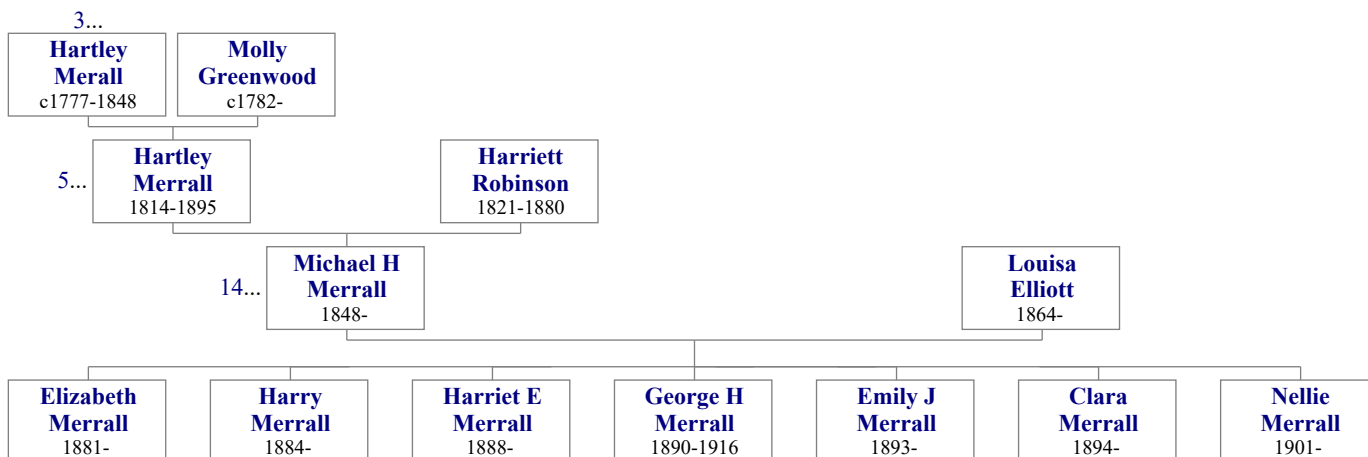 3...
Hartley
Merall
c1777-1848
Molly
Greenwood
c1782-
5...
Hartley
Merrall
1814-1895
Harriett
Robinson
1821-1880
14...
Michael H
Merrall
1848-
Louisa
Elliott
1864-
Elizabeth
Merrall
1881-
Harry
Merrall
1884-
Harriet E
Merrall
1888-
George H
Merrall
1890-1916
Emily J
Merrall
1893-
Clara
Merrall
1894-
Nellie
Merrall
1901-